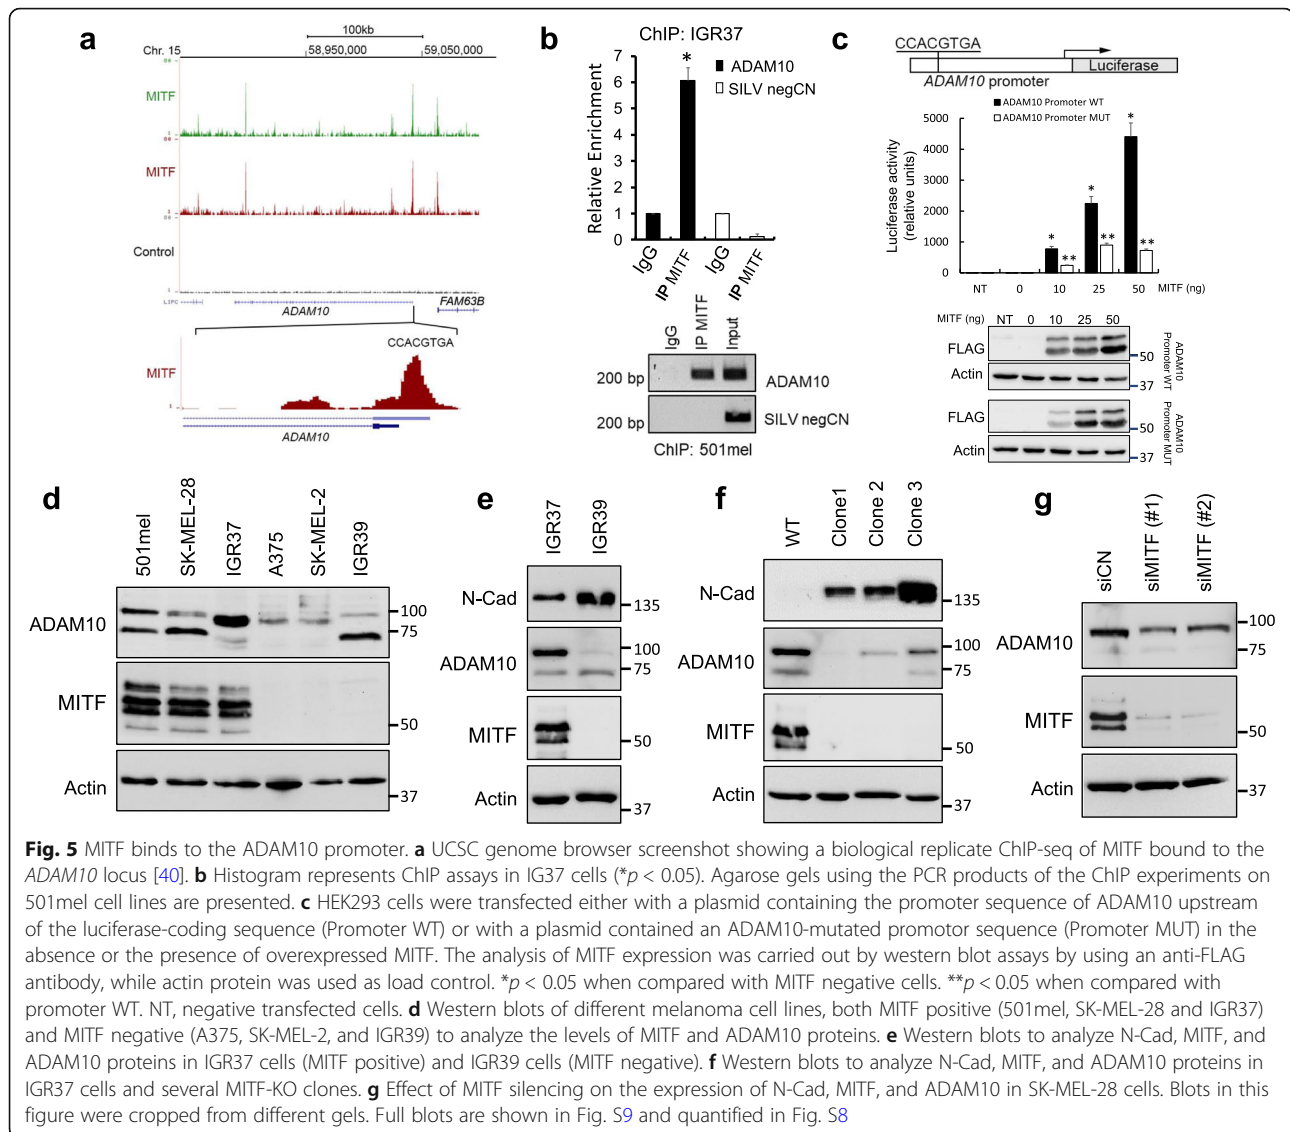 a
100kb
Chr. 15
58,950,000
59,050,000
MITF
1
MITF
1
Control
1
LIPC
ADAM10
FAM63B
CCACGTGA
MITF
1
ADAM10
b
ChIP: IGR37
Relative Enrichment
7
6
5
4
3
2
1
0
*
ADAM10
SILV negCN
IgG
IP MITF
IgG
IP MITF
IgG
IP MITF
Input
200 bp
ADAM10
200 bp
SILV negCN
ChIP: 501mel
c
CCACGTGA
Luciferase
ADAM10 promoter
ADAM10 Promoter WT
ADAM10 Promoter MUT
Luciferase activity
(relative units)
5000
4000
3000
2000
1000
0
*
**
*
**
*
**
NT 0 10 25 50 MITF (ng)
MITF (ng) NT 0 10 25 50
FLAG
50
Actin
37
ADAM10
Promoter WT
FLAG
50
Actin
37
ADAM10
Promoter MUT
d
501mel
SK-MEL-28
IGR37
A375
SK-MEL-2
IGR39
ADAM10
100
75
MITF
50
Actin
37
e
IGR37
IGR39
N-Cad
135
ADAM10
100
75
MITF
50
Actin
37
f
WT
Clone1
Clone 2
Clone 3
N-Cad
135
ADAM10
100
75
MITF
50
Actin
37
g
siCN
siMITF (#1)
siMITF (#2)
ADAM10
100
75
MITF
50
Actin
37
Fig. 5 MITF binds to the ADAM10 promoter. a UCSC genome browser screenshot showing a biological replicate ChIP-seq of MITF bound to the
ADAM10 locus [40]. b Histogram represents ChIP assays in IG37 cells (*p < 0.05). Agarose gels using the PCR products of the ChIP experiments on
501mel cell lines are presented. c HEK293 cells were transfected either with a plasmid containing the promoter sequence of ADAM10 upstream
of the luciferase-coding sequence (Promoter WT) or with a plasmid contained an ADAM10-mutated promotor sequence (Promoter MUT) in the
absence or the presence of overexpressed MITF. The analysis of MITF expression was carried out by western blot assays by using an anti-FLAG
antibody, while actin protein was used as load control. *p < 0.05 when compared with MITF negative cells. **p < 0.05 when compared with
promoter WT. NT, negative transfected cells. d Western blots of different melanoma cell lines, both MITF positive (501mel, SK-MEL-28 and IGR37)
and MITF negative (A375, SK-MEL-2, and IGR39) to analyze the levels of MITF and ADAM10 proteins. e Western blots to analyze N-Cad, MITF, and
ADAM10 proteins in IGR37 cells (MITF positive) and IGR39 cells (MITF negative). f Western blots to analyze N-Cad, MITF, and ADAM10 proteins in
IGR37 cells and several MITF-KO clones. g Effect of MITF silencing on the expression of N-Cad, MITF, and ADAM10 in SK-MEL-28 cells. Blots in this
figure were cropped from different gels. Full blots are shown in Fig. S9 and quantified in Fig. S8